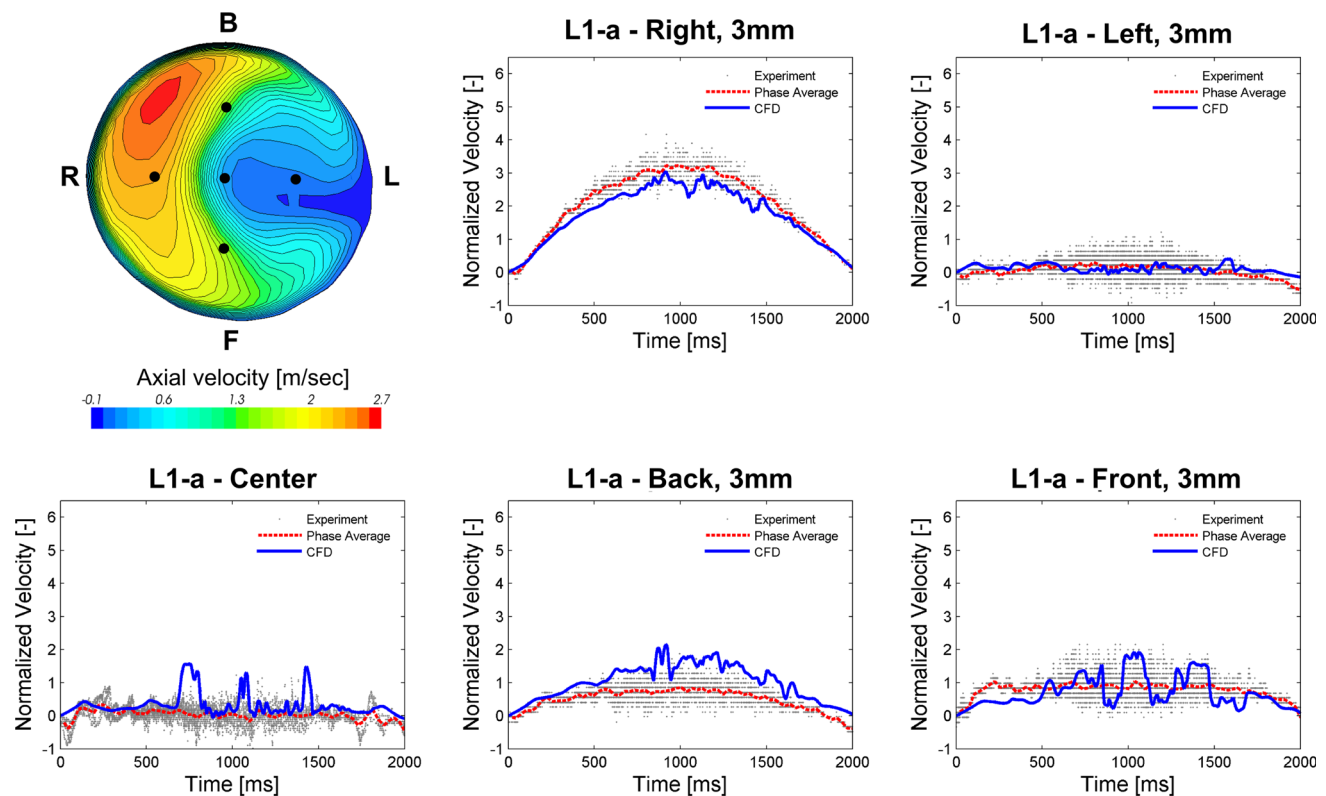 B
R
L
F
Axial velocity [m/sec]
-0.1 0.6 1.3 2 2.7
L1-a - Right, 3mm
Normalized Velocity [-]
6
5
4
3
2
1
0
-1
Experiment
Phase Average
CFD
0 500 1000 1500 2000
Time [ms]
L1-a - Left, 3mm
Normalized Velocity [-]
6
5
4
3
2
1
0
-1
Experiment
Phase Average
CFD
0 500 1000 1500 2000
Time [ms]
L1-a - Center
Normalized Velocity [-]
6
5
4
3
2
1
0
-1
Experiment
Phase Average
CFD
0 500 1000 1500 2000
Time [ms]
L1-a - Back, 3mm
Normalized Velocity [-]
6
5
4
3
2
1
0
-1
Experiment
Phase Average
CFD
0 500 1000 1500 2000
Time [ms]
L1-a - Front, 3mm
Normalized Velocity [-]
6
5
4
3
2
1
0
-1
Experiment
Phase Average
CFD
0 500 1000 1500 2000
Time [ms]